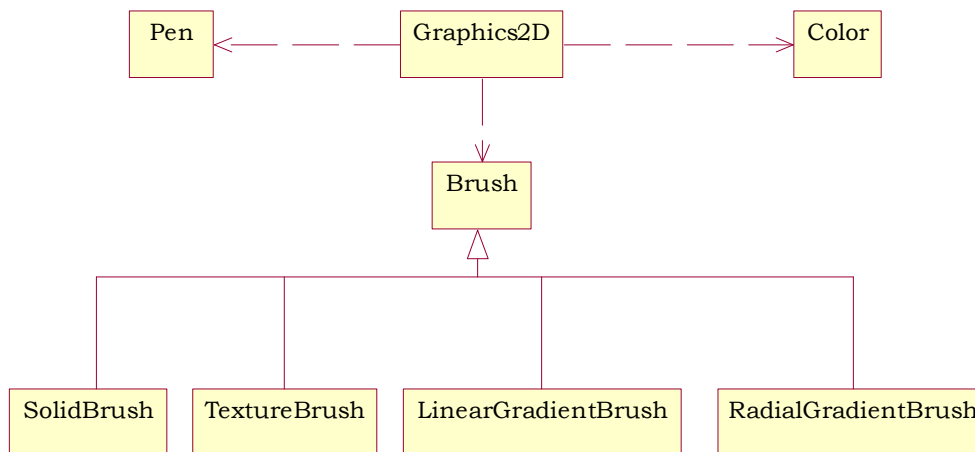 Pen
Graphics2D
Color
Brush
SolidBrush
TextureBrush
LinearGradientBrush
RadialGradientBrush